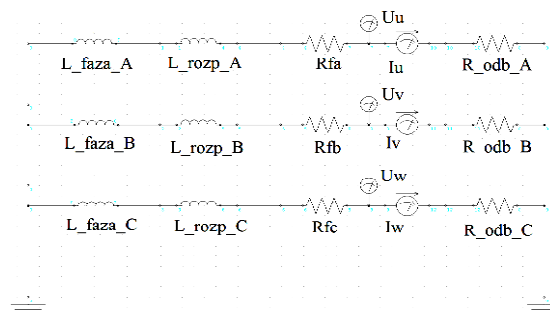 Uu
L_faza_A L_rozp_A Rfa Iu R_odb_A
Uv
L_faza_B L_rozp_B Rfb Iv R_odb_B
Uw
L_faza_C L_rozp_C Rfc Iw R_odb_C